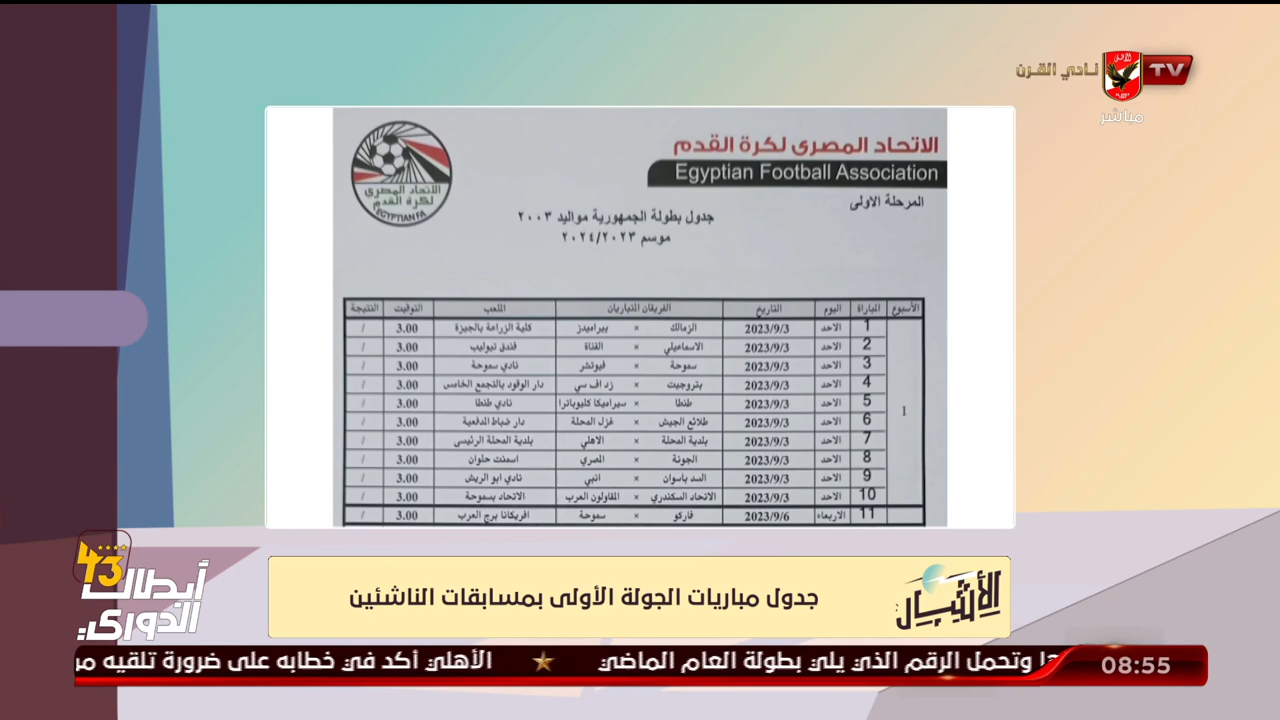 نادي القرن
TV
مباشر
الاتحاد المصرى لكرة القدم
Egyptian Football Association
الاتحاد المصرى
لكرة القدم
EGYPTIAN FA
المرحلة الاولى
جدول بطولة الجمهورية مواليد ٢٠٠٣
موسم ٢٠٢٤/٢٠٢٣
الأسبوع المباراة اليوم التاريخ الفريقان المتباريان الملعب التوقيت النتيجة
1 الاحد 2023/9/3 الزمالك × بيراميدز كلية الزراعة بالجيزة 3.00 /
2 الاحد 2023/9/3 الاسماعيلي × القناة فندق تيوليب 3.00 /
3 الاحد 2023/9/3 سموحة × فيوتشر نادي سموحة 3.00 /
4 الاحد 2023/9/3 بتروجيت × زد اف سي دار الوقود بالتجمع الخامس 3.00 /
1 5 الاحد 2023/9/3 طنطا × سيراميكا كليوباترا نادي طنطا 3.00 /
6 الاحد 2023/9/3 طلائع الجيش × غزل المحلة دار ضباط المدفعية 3.00 /
7 الاحد 2023/9/3 بلدية المحلة × الاهلي بلدية المحلة الرئيسى 3.00 /
8 الاحد 2023/9/3 الجونة × المصري اسمنت حلوان 3.00 /
9 الاحد 2023/9/3 السد باسوان × انبي نادي ابو الريش 3.00 /
10 الاحد 2023/9/3 الاتحاد السكندري × المقاولون العرب الاتحاد بسموحة 3.00 /
11 الاربعاء 2023/9/6 فاركو × سموحة افريكانا برج العرب 3.00 /
43
أبطال
الدوري
الأهلي
جدول مباريات الجولة الأولى بمسابقات الناشئين
وتحمل الرقم الذي يلي بطولة العام الماضي ★ الأهلي أكد في خطابه على ضرورة تلقيه
08:55